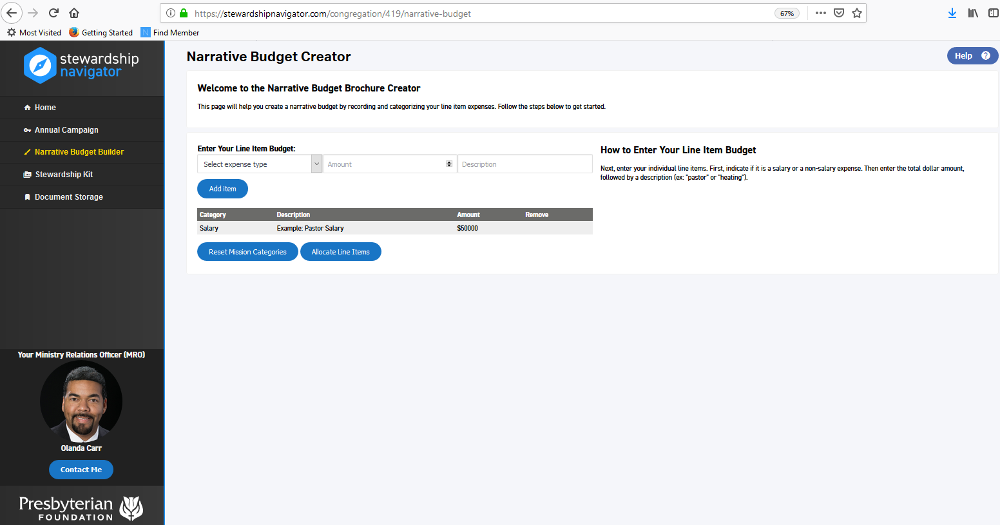 https://stewardshipnavigator.com/congregation/419/narrative-budget
67%
Most Visited
Getting Started
N Find Member
stewardship
navigator
Home
Annual Campaign
Narrative Budget Builder
Stewardship Kit
Document Storage
Your Ministry Relations Officer (MRO)
Olanda Carr
Contact Me
Presbyterian
FOUNDATION
Narrative Budget Creator
Help ?
Welcome to the Narrative Budget Brochure Creator
This page will help you create a narrative budget by recording and categorizing your line item expenses. Follow the steps below to get started.
Enter Your Line Item Budget:
Select expense type Amount Description
Add item
Category Description Amount Remove
Salary Example: Pastor Salary $50000
Reset Mission Categories Allocate Line Items
How to Enter Your Line Item Budget
Next, enter your individual line items. First, indicate if it is a salary or a non-salary expense. Then enter the total dollar amount,
followed by a description (ex: "pastor" or "heating").